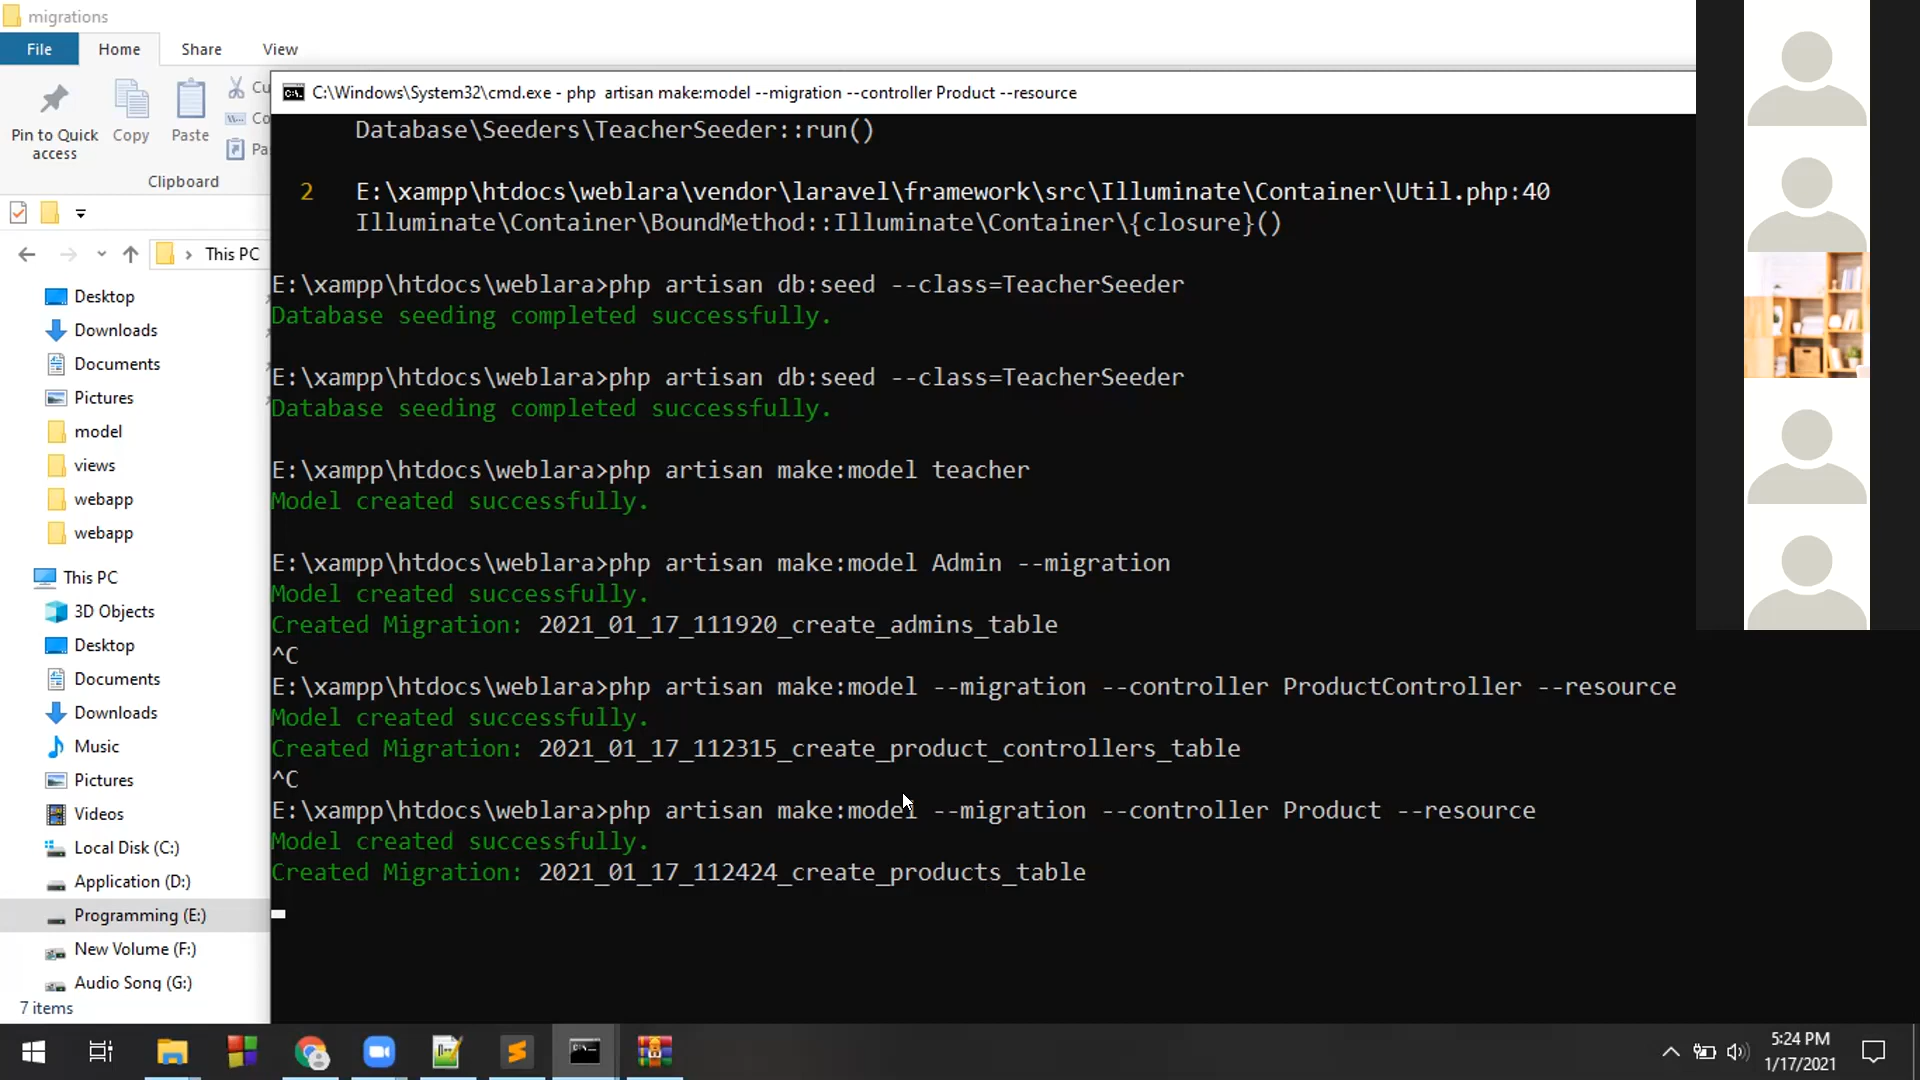 migrations
File Home Share View
C:\Windows\System32\cmd.exe - php  artisan make:model --migration --controller Product --resource
Pin to Quick access
Copy
Paste
Cu
Co
Pa
Clipboard
This PC
Desktop
Downloads
Documents
Pictures
model
views
webapp
webapp
This PC
3D Objects
Desktop
Documents
Downloads
Music
Pictures
Videos
Local Disk (C:)
Application (D:)
Programming (E:)
New Volume (F:)
Audio Song (G:)
7 items
Database\Seeders\TeacherSeeder::run()
2 E:\xampp\htdocs\weblara\vendor\laravel\framework\src\Illuminate\Container\Util.php:40
Illuminate\Container\BoundMethod::Illuminate\Container\{closure}()
E:\xampp\htdocs\weblara>php artisan db:seed --class=TeacherSeeder
Database seeding completed successfully.
E:\xampp\htdocs\weblara>php artisan db:seed --class=TeacherSeeder
Database seeding completed successfully.
E:\xampp\htdocs\weblara>php artisan make:model teacher
Model created successfully.
E:\xampp\htdocs\weblara>php artisan make:model Admin --migration
Model created successfully.
Created Migration: 2021_01_17_111920_create_admins_table
^C
E:\xampp\htdocs\weblara>php artisan make:model --migration --controller ProductController --resource
Model created successfully.
Created Migration: 2021_01_17_112315_create_product_controllers_table
^C
E:\xampp\htdocs\weblara>php artisan make:model --migration --controller Product --resource
Model created successfully.
Created Migration: 2021_01_17_112424_create_products_table
5:24 PM
1/17/2021